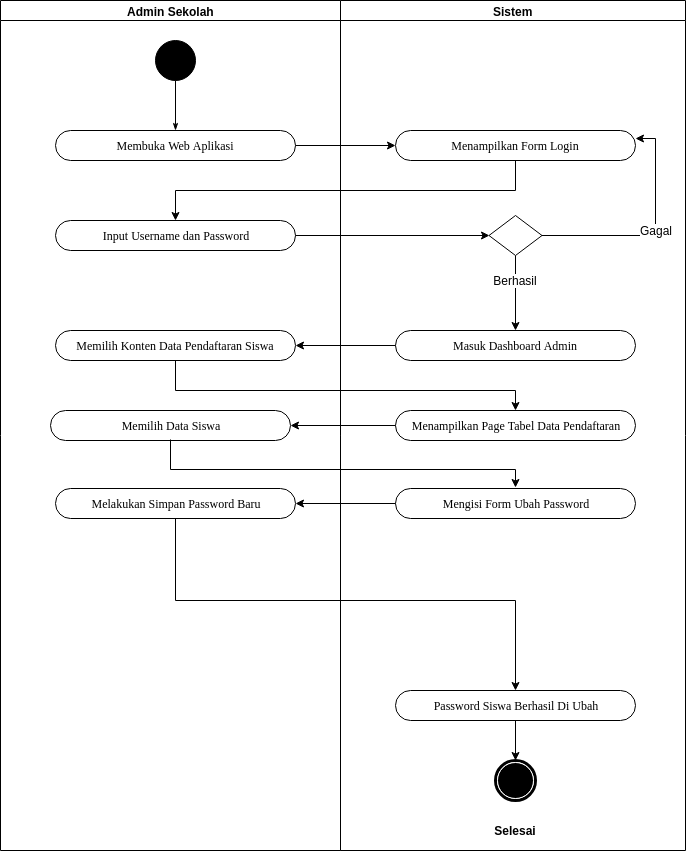 Admin Sekolah
Sistem
Membuka Web Aplikasi
Menampilkan Form Login
Input Username dan Password
Gagal
Berhasil
Memilih Konten Data Pendaftaran Siswa
Masuk Dashboard Admin
Memilih Data Siswa
Menampilkan Page Tabel Data Pendaftaran
Melakukan Simpan Password Baru
Mengisi Form Ubah Password
Password Siswa Berhasil Di Ubah
Selesai